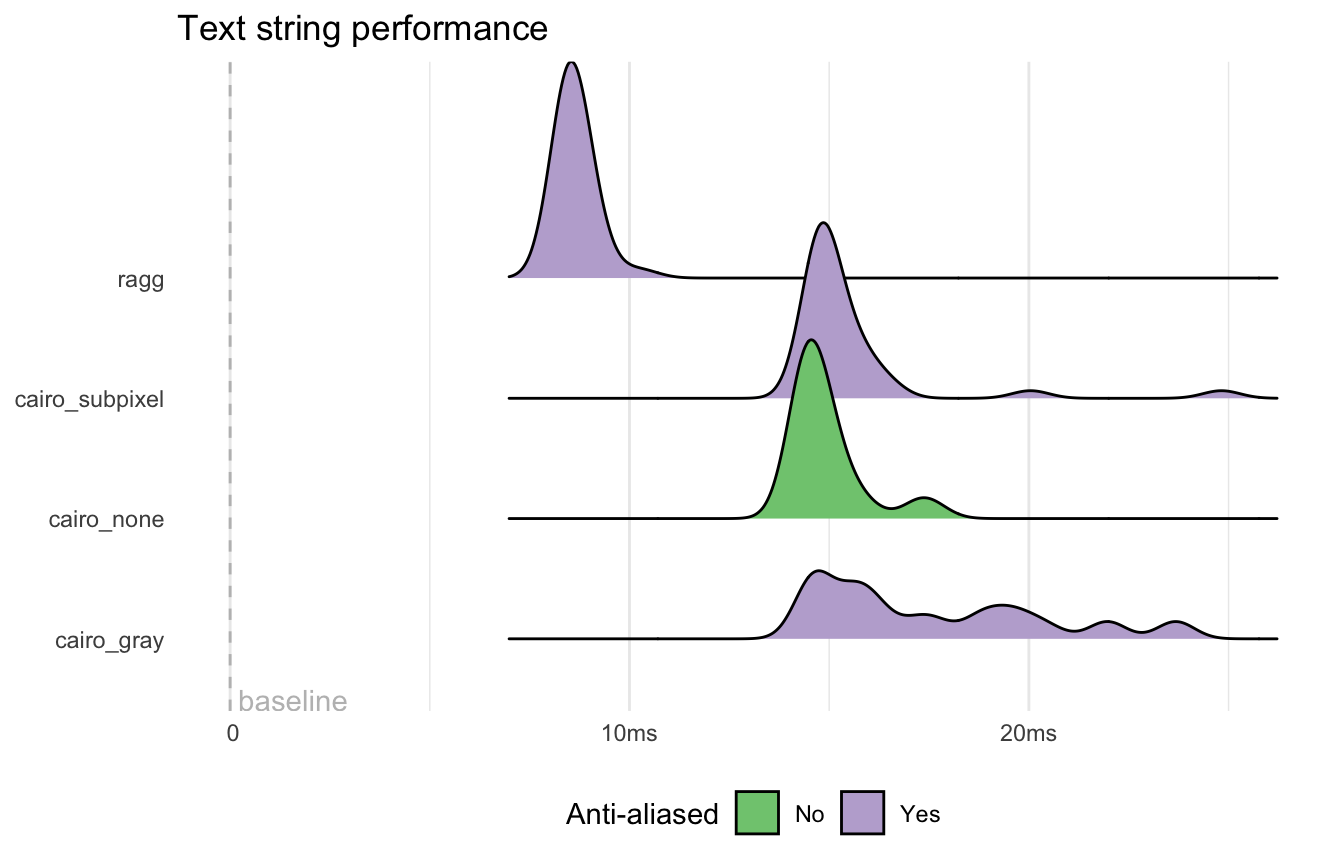 Text string performance
ragg
cairo_subpixel
cairo_none
cairo_gray
baseline
0 10ms 20ms
Anti-aliased No Yes